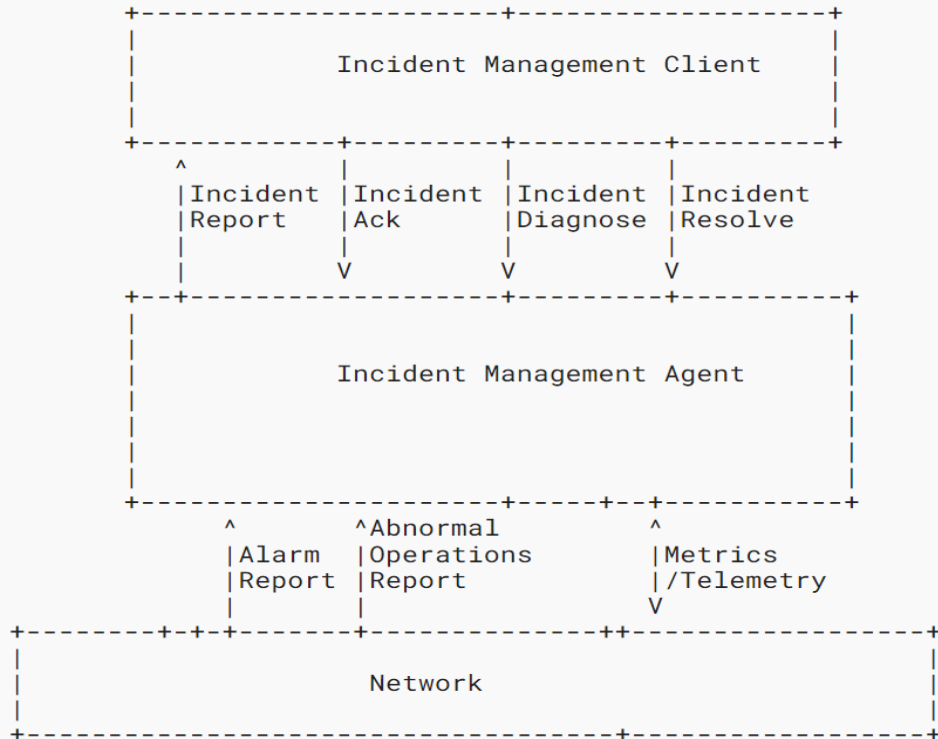 Incident Management Client
Incident Incident Incident Incident
Report Ack Diagnose Resolve
Incident Management Agent
Abnormal
Alarm Operations Metrics
Report Report /Telemetry
Network